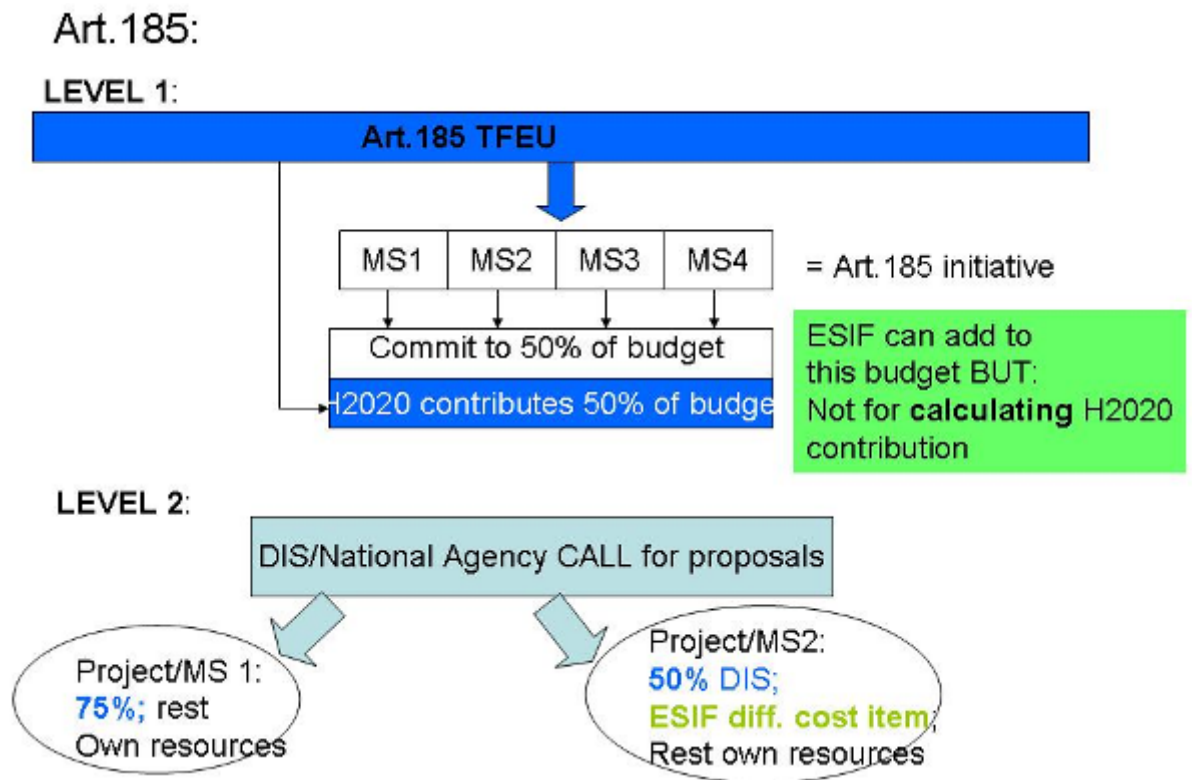 Art.185:
LEVEL 1:
Art.185 TFEU
MS1 MS2 MS3 MS4
= Art.185 initiative
Commit to 50% of budget
H2020 contributes 50% of budge
ESIF can add to
this budget BUT:
Not for calculating H2020
contribution
LEVEL 2:
DIS/National Agency CALL for proposals
Project/MS 1:
75%; rest
Own resources
Project/MS2:
50% DIS;
ESIF diff. cost item;
Rest own resources